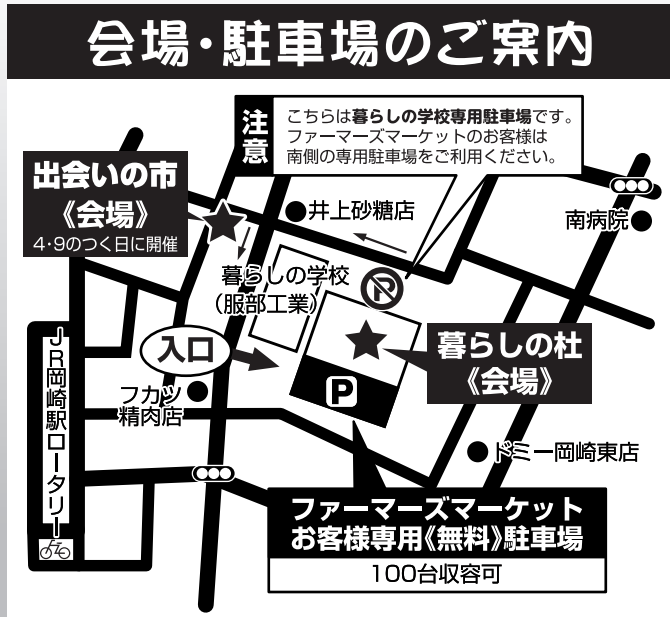 会場・駐車場のご案内
注意
こちらは暮らしの学校専用駐車場です。
ファーマーズマーケットのお客様は
南側の専用駐車場をご利用ください。
出会いの市
《会場》
4・9のつく日に開催
井上砂糖店
南病院
暮らしの学校
（服部工業）
P
入口
暮らしの杜
《会場》
P
フカツ
精肉店
JR岡崎駅ロータリー
ドミー岡崎東店
ファーマーズマーケット
お客様専用《無料》駐車場
100台収容可